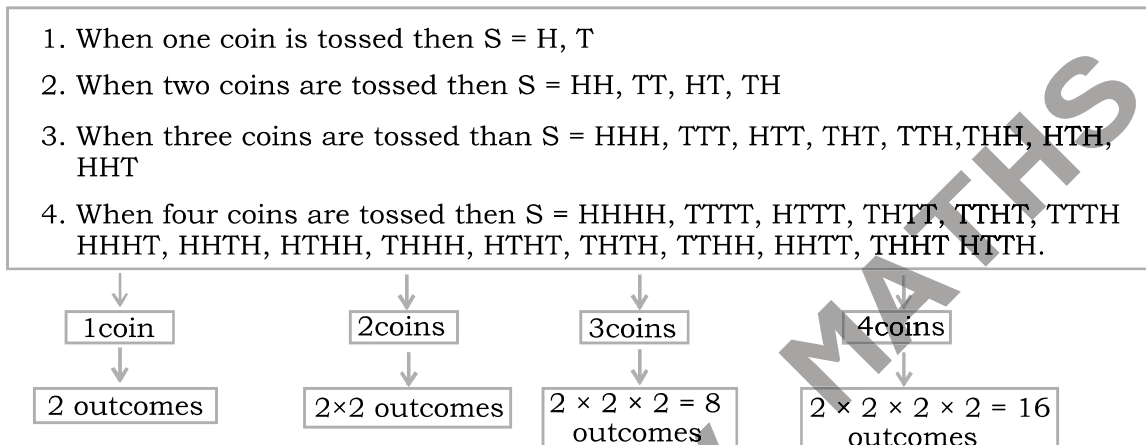 1. When one coin is tossed then S = H, T
2. When two coins are tossed then S = HH, TT, HT, TH
3. When three coins are tossed than S = HHH, TTT, HTT, THT, TTH,THH, HTH,
HHT
4. When four coins are tossed then S = HHHH, TTTT, HTTT, THTT, TTHT, TTTH
HHHT, HHTH, HTHH, THHH, HTHT, THTH, TTHH, HHTT, THHT HTTH.
1coin
2coins
3coins
4coins
2 outcomes
2×2 outcomes
2 × 2 × 2 = 8
outcomes
2 × 2 × 2 × 2 = 16
outcomes
MATHS